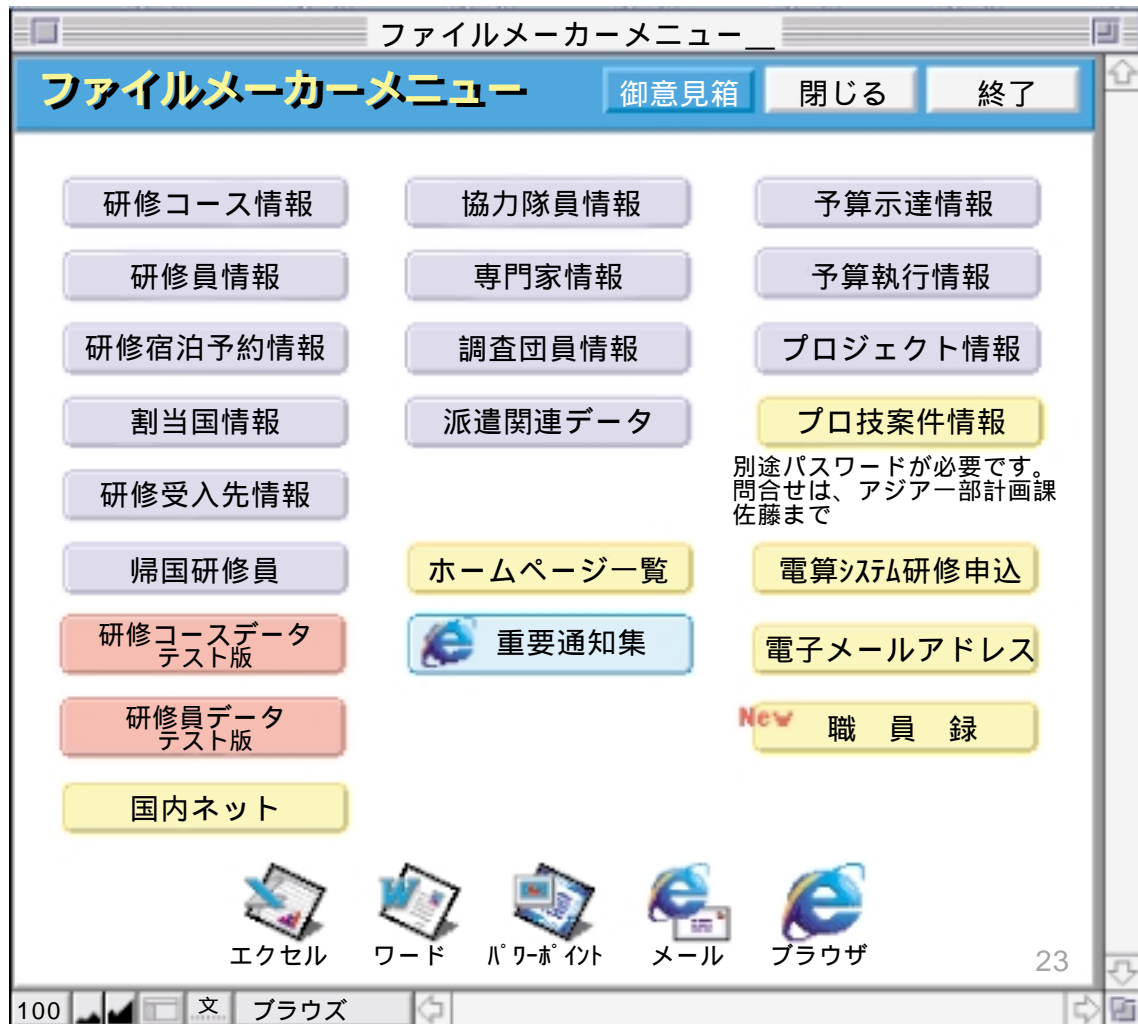 ファイルメーカーメニュー__
ファイルメーカーメニュー
御意見箱
閉じる
終了
研修コース情報
協力隊員情報
予算示達情報
研修員情報
専門家情報
予算執行情報
研修宿泊予約情報
調査団員情報
プロジェクト情報
割当国情報
派遣関連データ
プロ技案件情報
別途パスワードが必要です。
問合せは、アジア一部計画課
佐藤まで
研修受入先情報
帰国研修員
ホームページ一覧
電算ｼｽﾃﾑ研修申込
研修コースデータ
テスト版
重要通知集
電子メールアドレス
研修員データ
テスト版
New
職 員 録
国内ネット
エクセル
ワード
ﾊﾟﾜｰﾎﾟｲﾝﾄ
メール
ブラウザ
23
100
文
ブラウズ